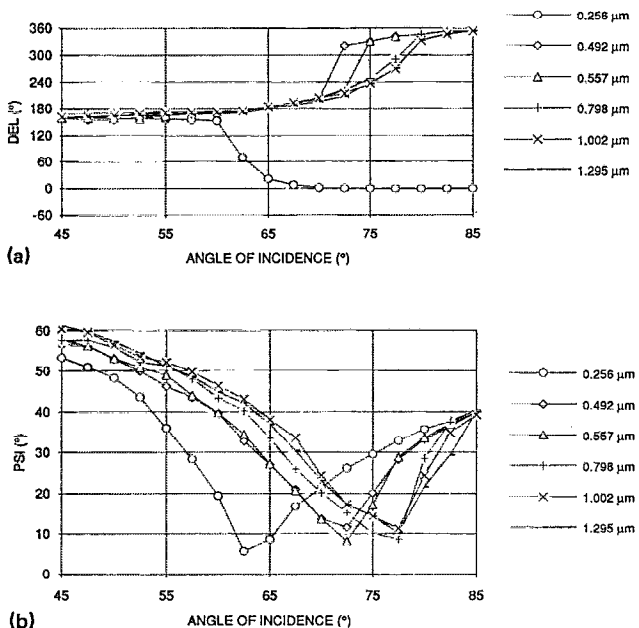 360
300
240
180
120
60
0
-60
DEL (°)
45
55
65
75
85
ANGLE OF INCIDENCE (°)
(a)
0.256 µm
0.492 µm
0.557 µm
0.798 µm
1.002 µm
1.295 µm
60
50
40
30
20
10
0
PSI (°)
45
55
65
75
85
ANGLE OF INCIDENCE (°)
(b)
0.256 µm
0.492 µm
0.557 µm
0.798 µm
1.002 µm
1.295 µm